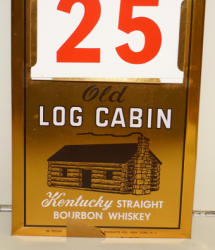 25
Old
LOG CABIN
Kentucky STRAIGHT
BOURBON WHISKEY